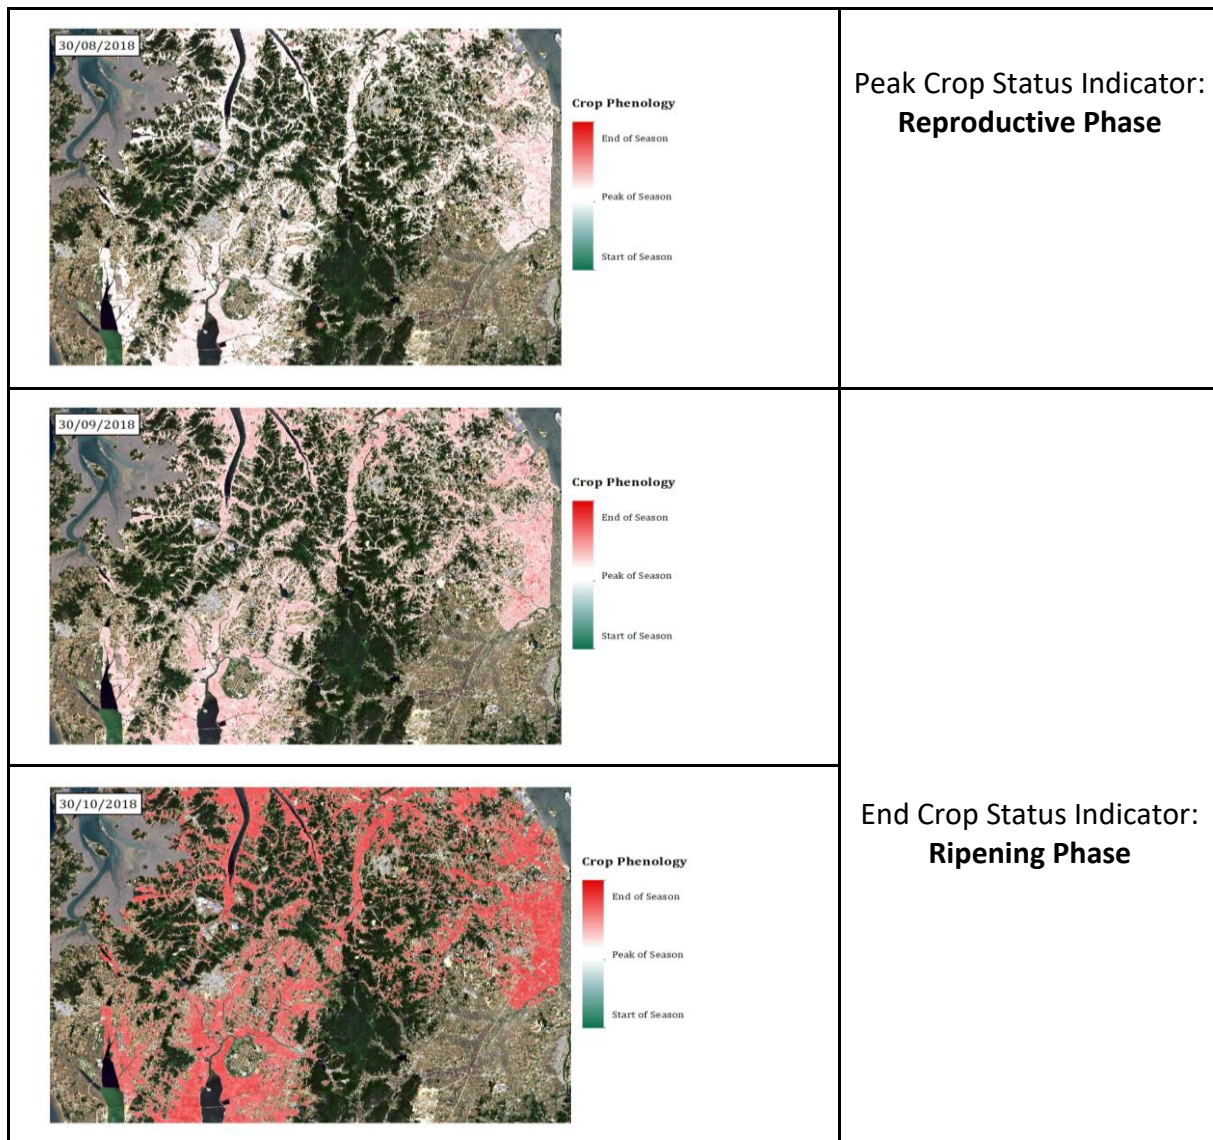 30/08/2018
Crop Phenology
End of Season
Peak of Season
Start of Season
Peak Crop Status Indicator:
Reproductive Phase
30/09/2018
Crop Phenology
End of Season
Peak of Season
Start of Season
30/10/2018
Crop Phenology
End of Season
Peak of Season
Start of Season
End Crop Status Indicator:
Ripening Phase